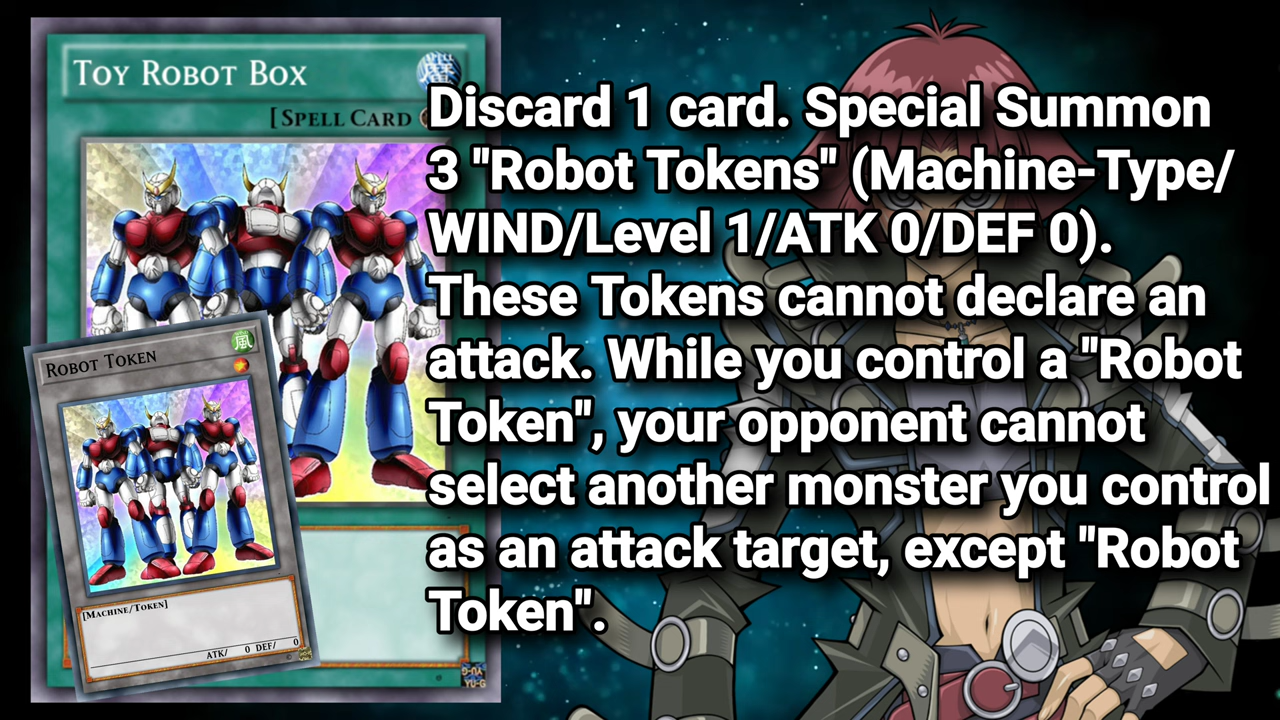 TOY ROBOT BOX
魔
[SPELL CARD
Discard 1 card. Special Summon
3 "Robot Tokens" (Machine-Type/
WIND/Level 1/ATK 0/DEF 0).
These Tokens cannot declare an
attack. While you control a "Robot
Token", your opponent cannot
select another monster you control
as an attack target, except "Robot
Token".
ROBOT TOKEN
風
[MACHINE/TOKEN]
ATK/ 0 DEF/ 0